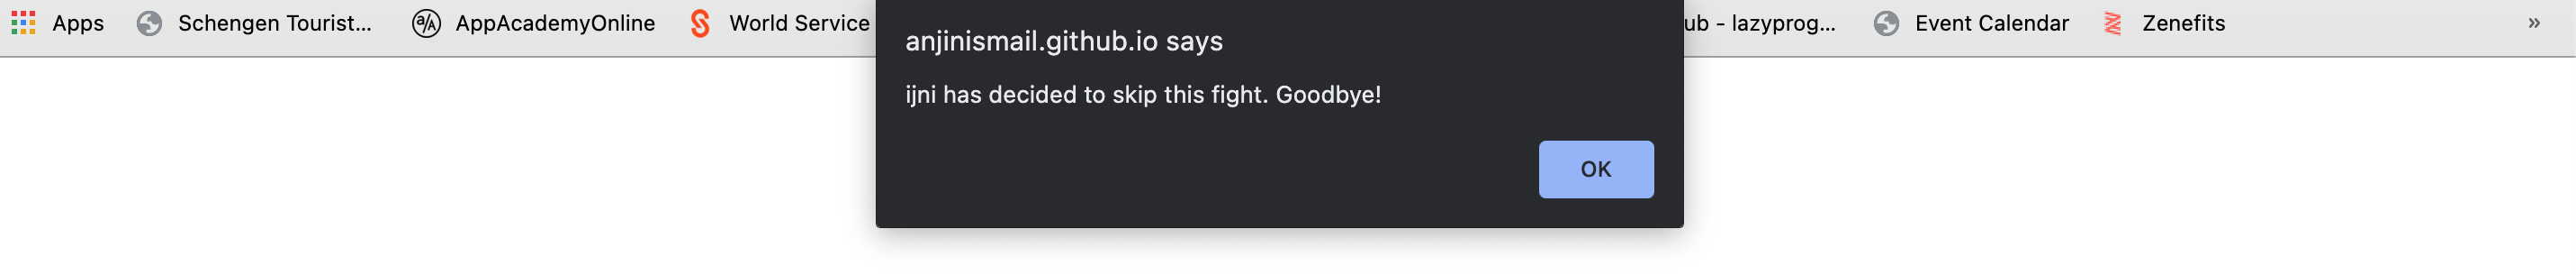 Apps Schengen Tourist... a/A AppAcademyOnline World Service ub - lazyprog... Event Calendar Zenefits »
anjinismail.github.io says
ijni has decided to skip this fight. Goodbye!
OK